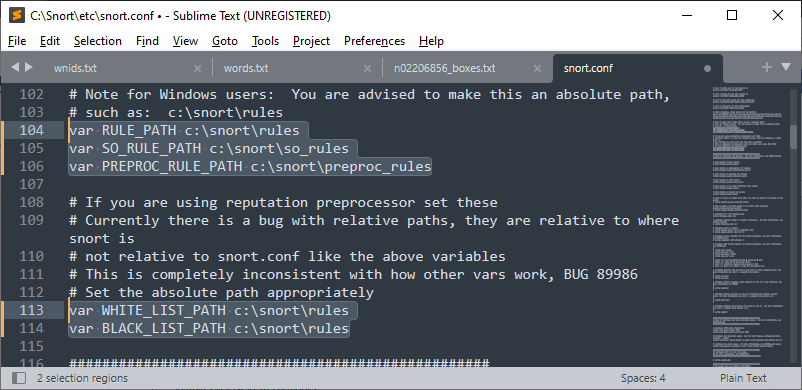 C:\Snort\etc\snort.conf • - Sublime Text (UNREGISTERED)
File Edit Selection Find View Goto Tools Project Preferences Help
wnids.txt words.txt n02206856_boxes.txt snort.conf
102 # Note for Windows users:  You are advised to make this an absolute path,
103 # such as:  c:\snort\rules
104 var RULE_PATH c:\snort\rules
105 var SO_RULE_PATH c:\snort\so_rules
106 var PREPROC_RULE_PATH c:\snort\preproc_rules
107
108 # If you are using reputation preprocessor set these
109 # Currently there is a bug with relative paths, they are relative to where
snort is
110 # not relative to snort.conf like the above variables
111 # This is completely inconsistent with how other vars work, BUG 89986
112 # Set the absolute path appropriately
113 var WHITE_LIST_PATH c:\snort\rules
114 var BLACK_LIST_PATH c:\snort\rules
115
116 ###################################################
2 selection regions Spaces: 4 Plain Text